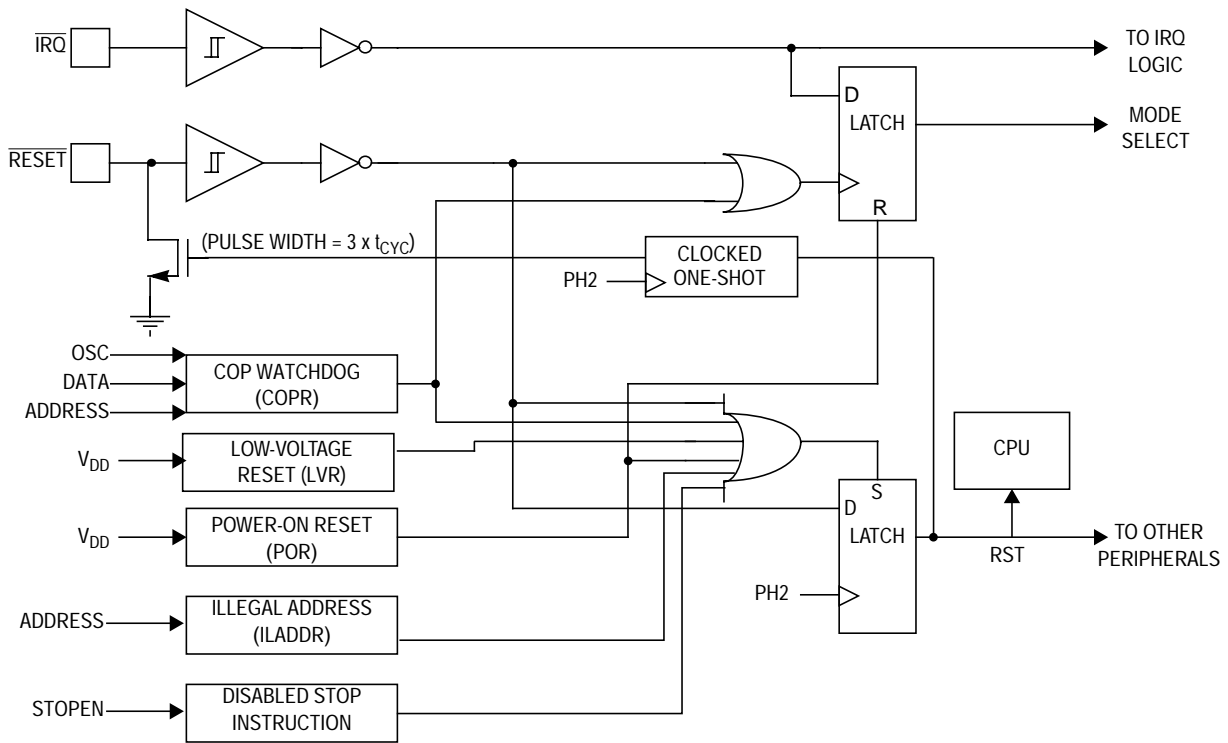 IRQ
TO IRQ
LOGIC
D
LATCH
MODE
SELECT
RESET
R
(PULSE WIDTH = 3 x tCYC)
CLOCKED
ONE-SHOT
PH2
OSC
DATA
ADDRESS
COP WATCHDOG
(COPR)
VDD
LOW-VOLTAGE
RESET (LVR)
CPU
S
D
LATCH
VDD
POWER-ON RESET
(POR)
RST
TO OTHER
PERIPHERALS
PH2
ADDRESS
ILLEGAL ADDRESS
(ILADDR)
STOPEN
DISABLED STOP
INSTRUCTION